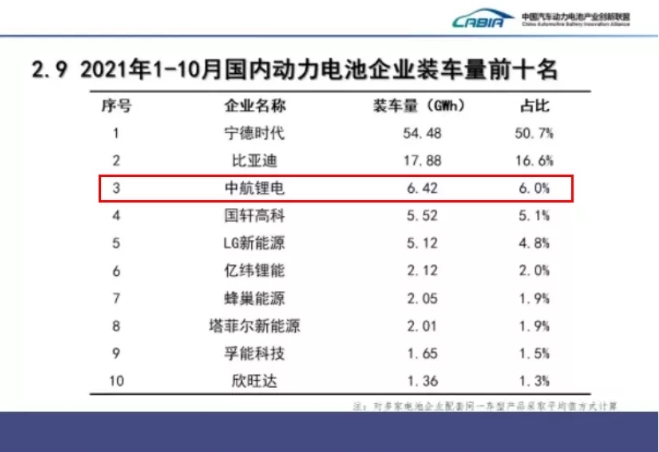 CABIA 中国汽车动力电池产业创新联盟
China Automotive Battery Innovation Alliance
2.9 2021年1-10月国内动力电池企业装车量前十名
序号 企业名称 装车量（GWh） 占比
1 宁德时代 54.48 50.7%
2 比亚迪 17.88 16.6%
3 中航锂电 6.42 6.0%
4 国轩高科 5.52 5.1%
5 LG新能源 5.12 4.8%
6 亿纬锂能 2.12 2.0%
7 蜂巢能源 2.05 1.9%
8 塔菲尔新能源 2.01 1.9%
9 孚能科技 1.65 1.5%
10 欣旺达 1.36 1.3%
注：对多家电池企业配套同一车型产品采取平均值方式计算